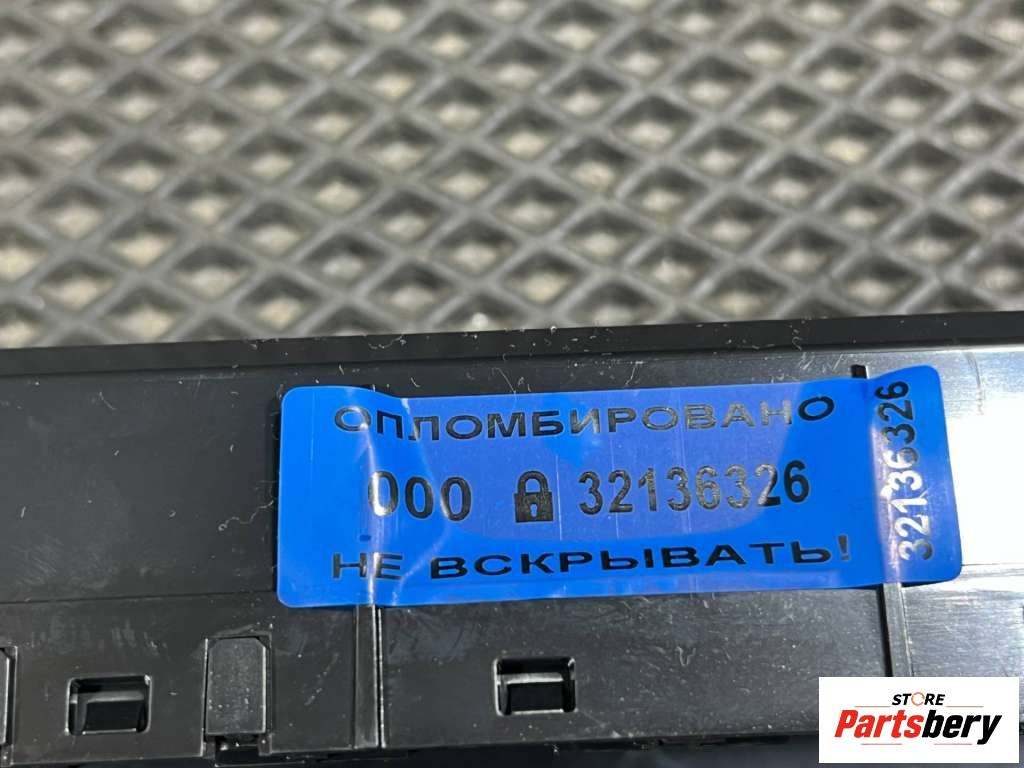 ОПЛОМБИРОВАНО
000 32136326
НЕ ВСКРЫВАТЬ!
32136326
STORE
Partsbery